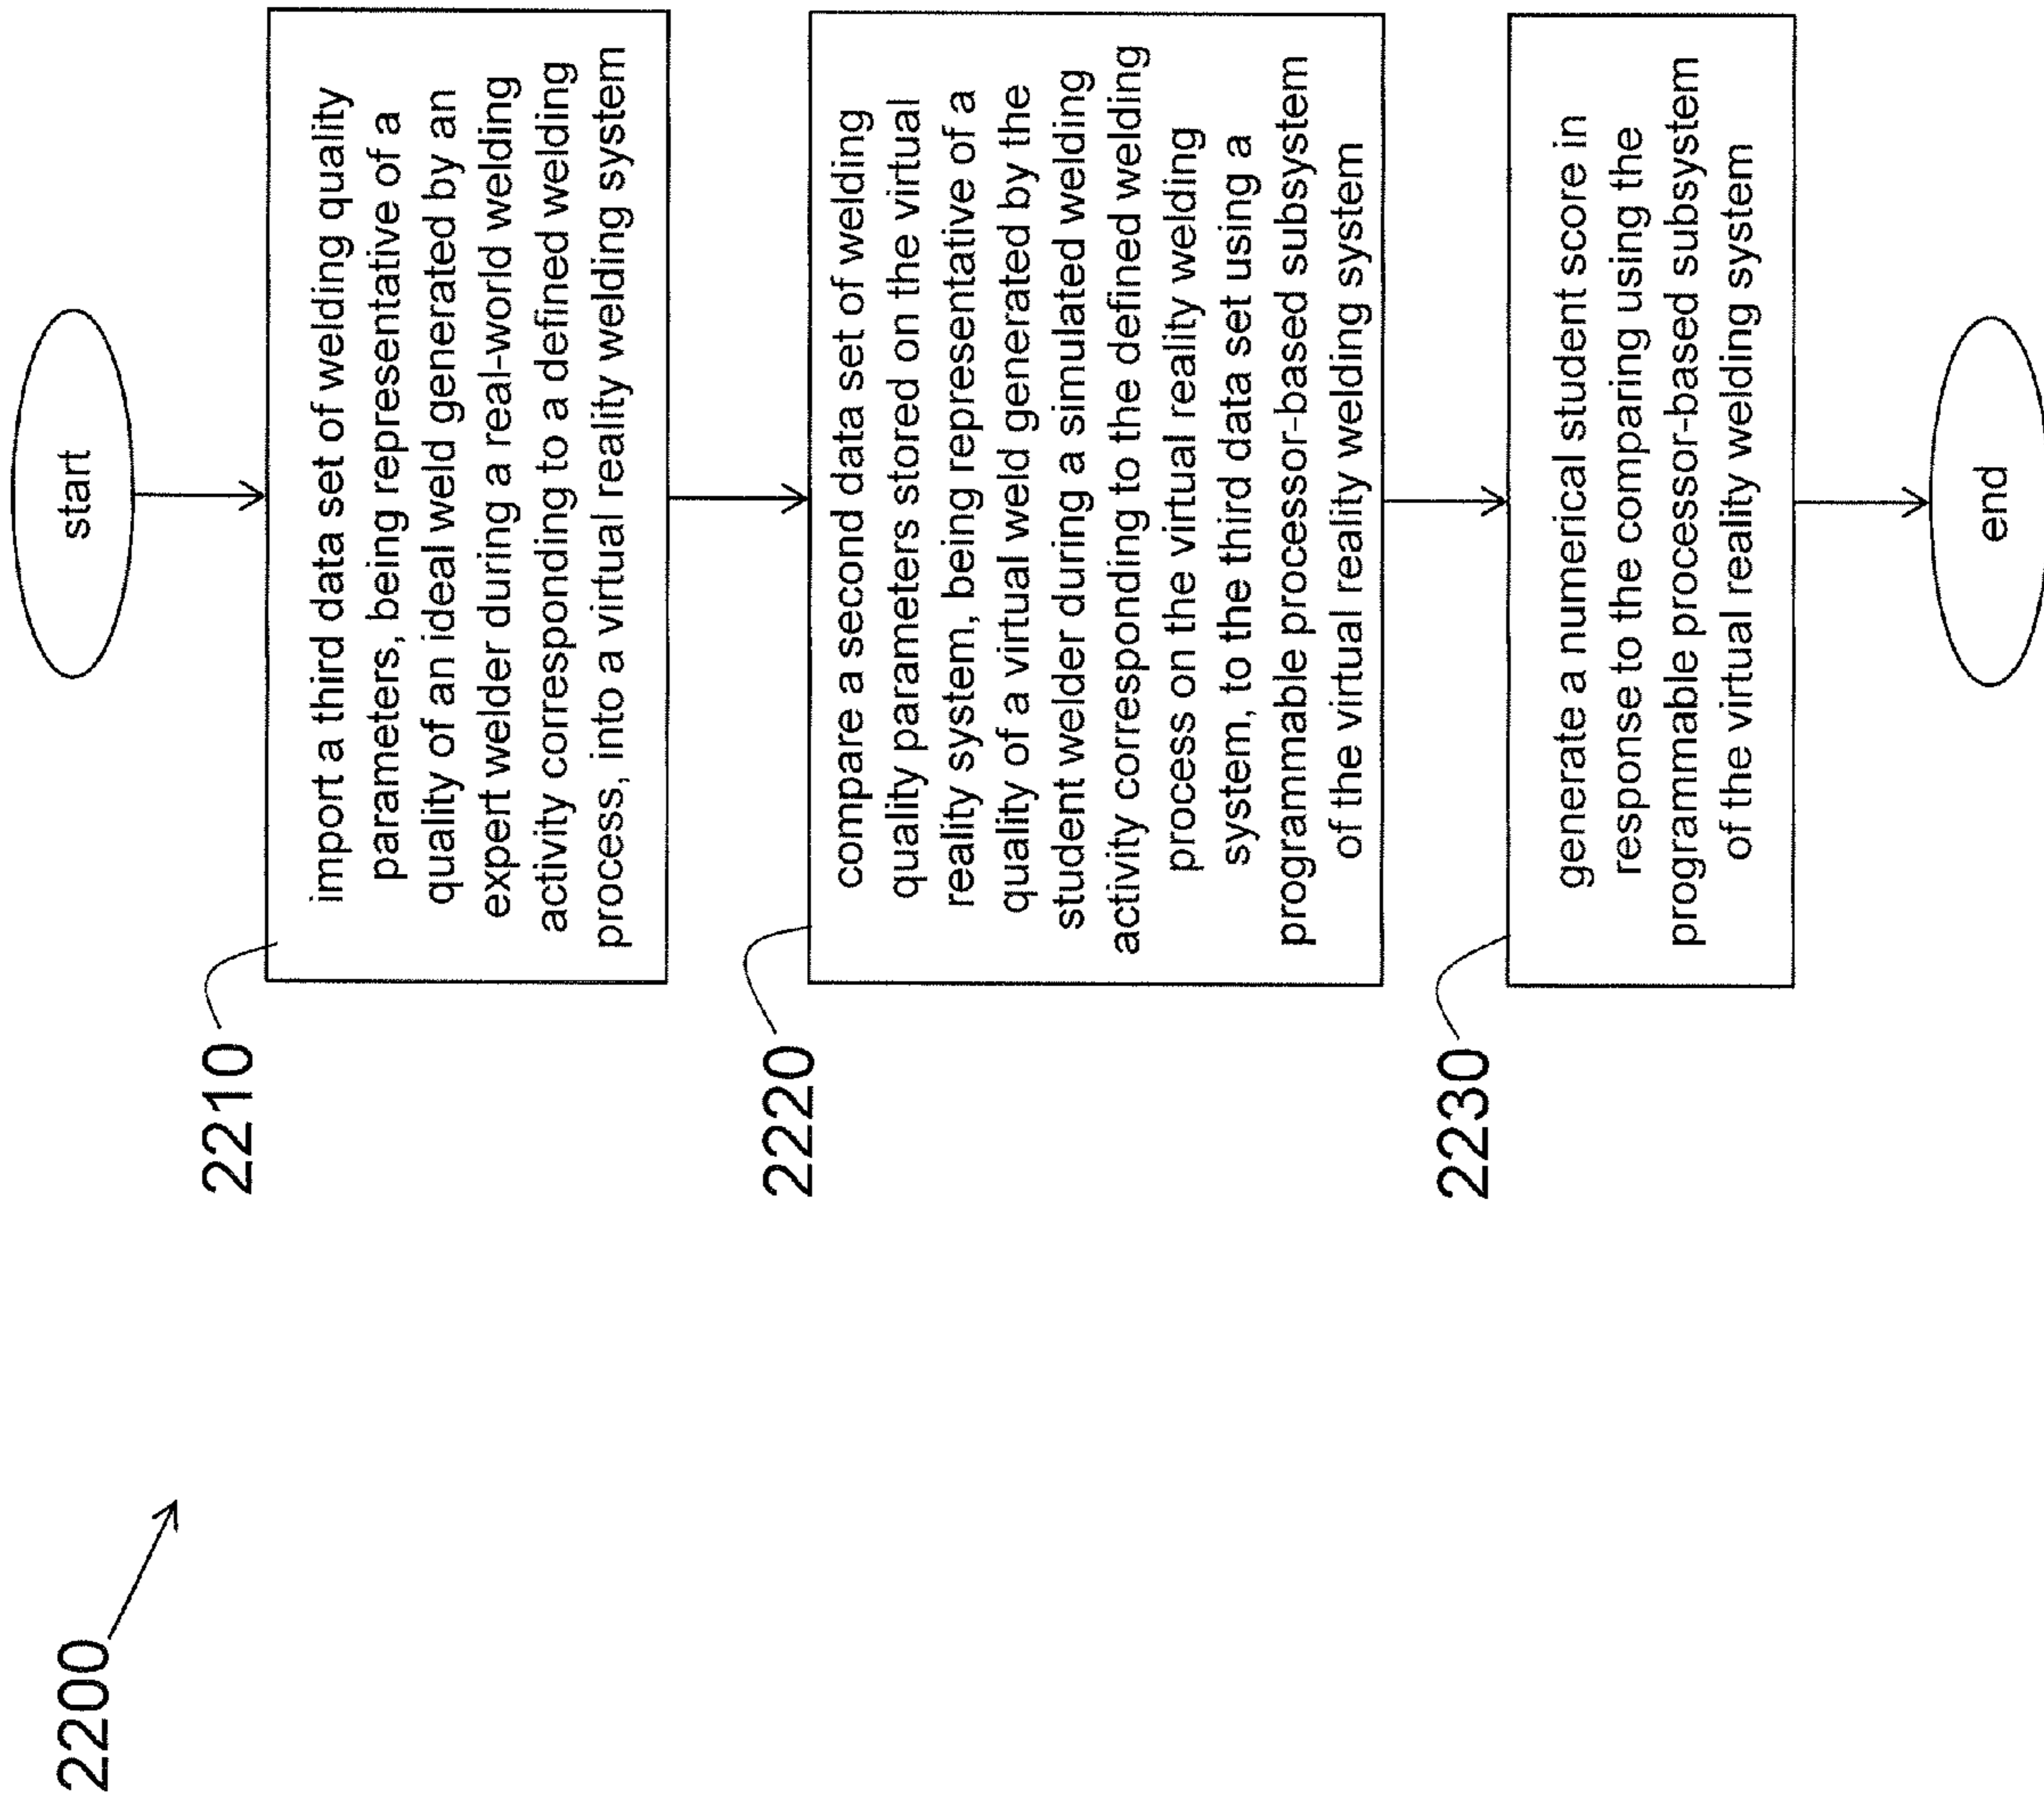 2200
start
2210
import a third data set of welding quality
parameters, being representative of a
quality of an ideal weld generated by an
expert welder during a real-world welding
activity corresponding to a defined welding
process, into a virtual reality welding system
2220
compare a second data set of welding
quality parameters stored on the virtual
reality system, being representative of a
quality of a virtual weld generated by the
student welder during a simulated welding
activity corresponding to the defined welding
process on the virtual reality welding
system, to the third data set using a
programmable processor-based subsystem
of the virtual reality welding system
2230
generate a numerical student score in
response to the comparing using the
programmable processor-based subsystem
of the virtual reality welding system
end